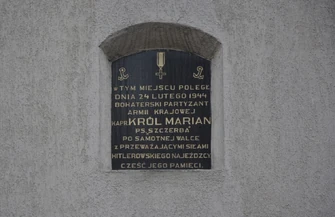 W TYM MIEJSCU POLEGŁ
DNIA 24 LUTEGO 1944
BOHATERSKI PARTYZANT
ARMII KRAJOWEJ
KAPR. KRÓL MARIAN
PS. „SZCZERBA"
PO SAMOTNEJ WALCE
Z PRZEWAŻAJĄCYMI SIŁAMI
HITLEROWSKIEGO NAJEŹDŹCY.
CZEŚĆ JEGO PAMIĘCI.